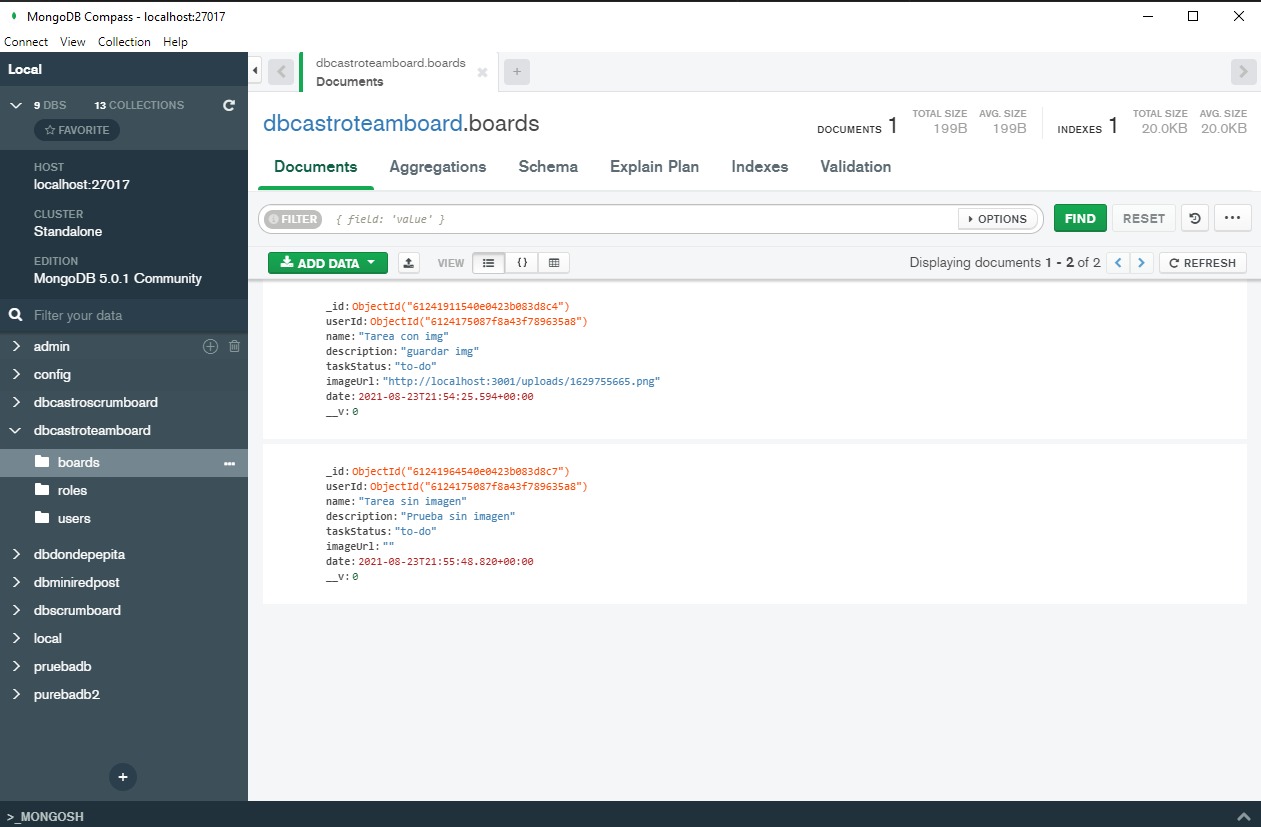 MongoDB Compass - localhost:27017
Connect View Collection Help
Local
9 DBS 13 COLLECTIONS
FAVORITE
HOST
localhost:27017
CLUSTER
Standalone
EDITION
MongoDB 5.0.1 Community
Filter your data
admin
config
dbcastroscrumboard
dbcastroteamboard
boards
roles
users
dbdondepepita
dbminiredpost
dbscrumboard
local
pruebadb
purebadb2
>_MONGOSH
dbcastroteamboard.boards
Documents
dbcastroteamboard.boards
DOCUMENTS 1 TOTAL SIZE 199B AVG. SIZE 199B INDEXES 1 TOTAL SIZE 20.0KB AVG. SIZE 20.0KB
Documents Aggregations Schema Explain Plan Indexes Validation
FILTER { field: 'value' } OPTIONS FIND RESET
ADD DATA VIEW {} Displaying documents 1 - 2 of 2 REFRESH
_id: ObjectId("61241911540e0423b083d8c4")
userId: ObjectId("6124175087f8a43f789635a8")
name: "Tarea con img"
description: "guardar img"
taskStatus: "to-do"
imageUrl: "http://localhost:3001/uploads/1629755665.png"
date: 2021-08-23T21:54:25.594+00:00
__v: 0
_id: ObjectId("61241964540e0423b083d8c7")
userId: ObjectId("6124175087f8a43f789635a8")
name: "Tarea sin imagen"
description: "Prueba sin imagen"
taskStatus: "to-do"
imageUrl: ""
date: 2021-08-23T21:55:48.820+00:00
__v: 0